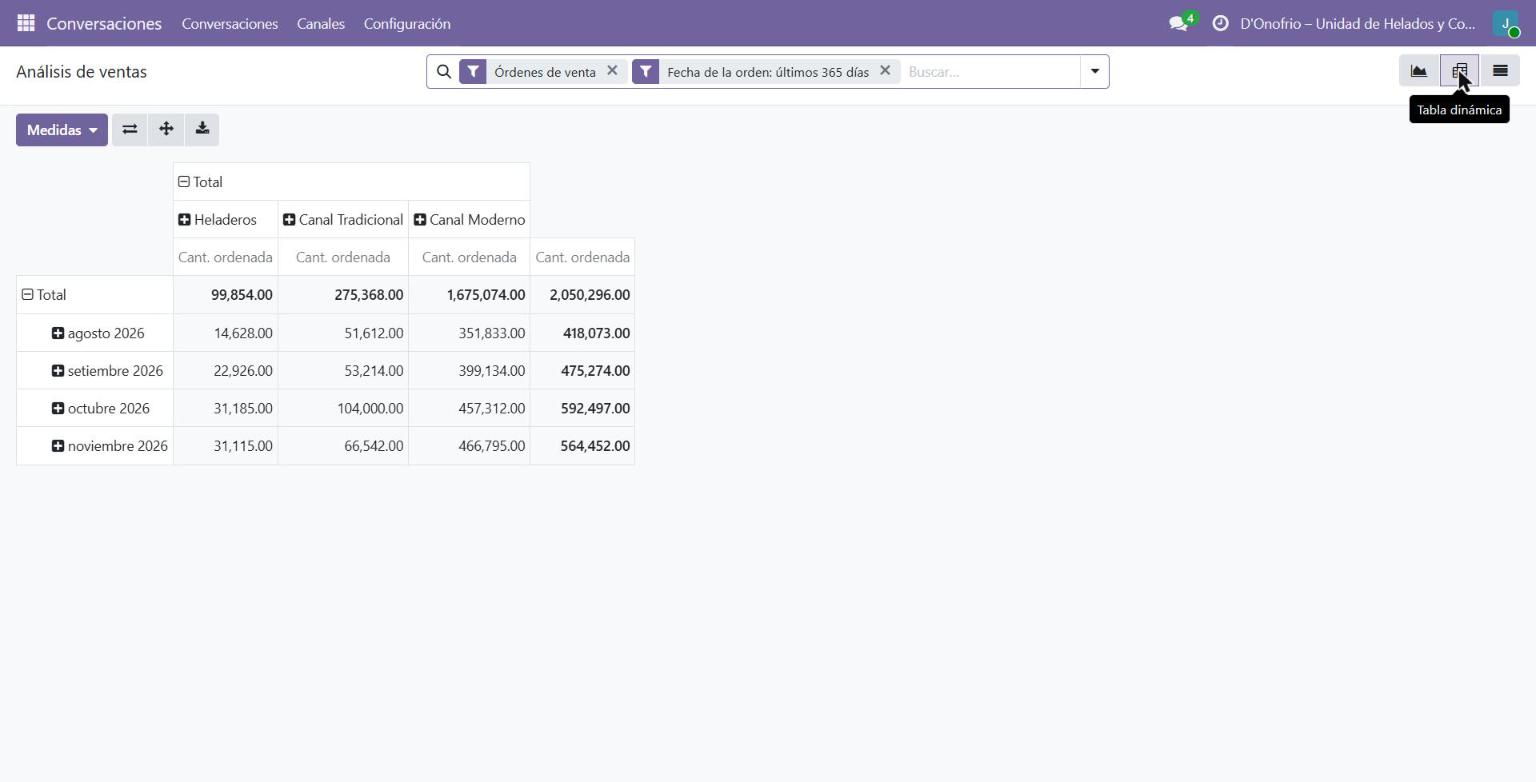 Conversaciones Conversaciones Canales Configuración 4 D'Onofrio – Unidad de Helados y Co... J
Análisis de ventas Órdenes de venta Fecha de la orden: últimos 365 días Buscar...
Tabla dinámica
Medidas
Total
Heladeros Canal Tradicional Canal Moderno
Cant. ordenada Cant. ordenada Cant. ordenada Cant. ordenada
Total 99,854.00 275,368.00 1,675,074.00 2,050,296.00
agosto 2026 14,628.00 51,612.00 351,833.00 418,073.00
setiembre 2026 22,926.00 53,214.00 399,134.00 475,274.00
octubre 2026 31,185.00 104,000.00 457,312.00 592,497.00
noviembre 2026 31,115.00 66,542.00 466,795.00 564,452.00